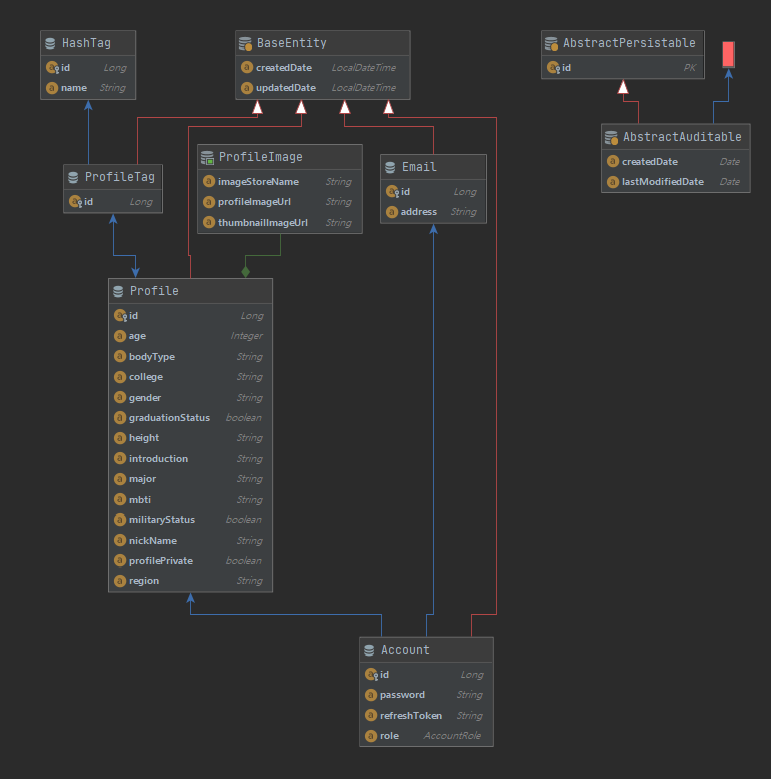 HashTag
id Long
name String
BaseEntity
createdDate LocalDateTime
updatedDate LocalDateTime
AbstractPersistable
id PK
AbstractAuditable
createdDate Date
lastModifiedDate Date
ProfileTag
id Long
ProfileImage
imageStoreName String
profileImageUrl String
thumbnailImageUrl String
Email
id Long
address String
Profile
id Long
age Integer
bodyType String
college String
gender String
graduationStatus boolean
height String
introduction String
major String
mbti String
militaryStatus boolean
nickName String
profilePrivate boolean
region String
Account
id Long
password String
refreshToken String
role AccountRole